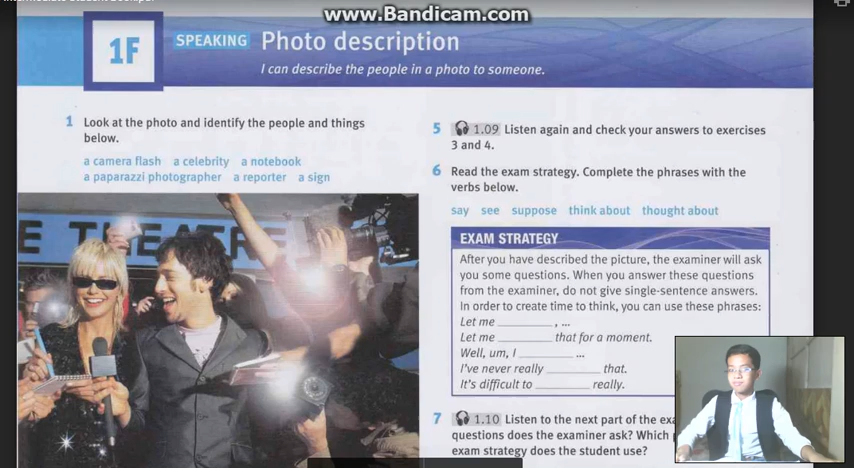 www.Bandicam.com
1F
SPEAKING Photo description
I can describe the people in a photo to someone.
1 Look at the photo and identify the people and things
below.
a camera flash a celebrity a notebook
a paparazzi photographer a reporter a sign
E THEATRE
5 1.09 Listen again and check your answers to exercises
3 and 4.
6 Read the exam strategy. Complete the phrases with the
verbs below.
say see suppose think about thought about
EXAM STRATEGY
After you have described the picture, the examiner will ask
you some questions. When you answer these questions
from the examiner, do not give single-sentence answers.
In order to create time to think, you can use these phrases:
Let me ________ , ...
Let me ________ that for a moment.
Well, um, I ________ ...
I've never really ________ that.
It's difficult to ________ really.
7 1.10 Listen to the next part of the exa
questions does the examiner ask? Which
exam strategy does the student use?